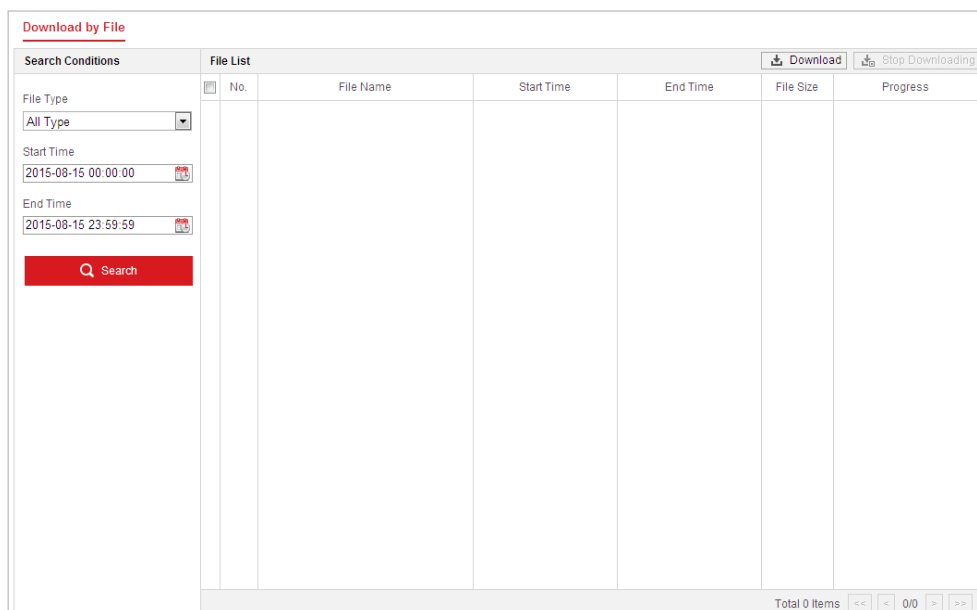 Download by File
Search Conditions
File List
Download
Stop Downloading
No.
File Name
Start Time
End Time
File Size
Progress
File Type
All Type
Start Time
2015-08-15 00:00:00
End Time
2015-08-15 23:59:59
Search
Total 0 Items << < 0/0 > >>